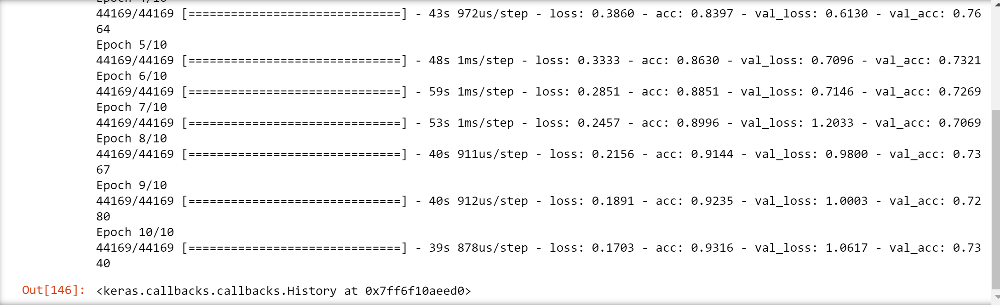 44169/44169 [==============================] - 43s 972us/step - loss: 0.3860 - acc: 0.8397 - val_loss: 0.6130 - val_acc: 0.76
64
Epoch 5/10
44169/44169 [==============================] - 48s 1ms/step - loss: 0.3333 - acc: 0.8630 - val_loss: 0.7096 - val_acc: 0.7321
Epoch 6/10
44169/44169 [==============================] - 59s 1ms/step - loss: 0.2851 - acc: 0.8851 - val_loss: 0.7146 - val_acc: 0.7269
Epoch 7/10
44169/44169 [==============================] - 53s 1ms/step - loss: 0.2457 - acc: 0.8996 - val_loss: 1.2033 - val_acc: 0.7069
Epoch 8/10
44169/44169 [==============================] - 40s 911us/step - loss: 0.2156 - acc: 0.9144 - val_loss: 0.9800 - val_acc: 0.73
67
Epoch 9/10
44169/44169 [==============================] - 40s 912us/step - loss: 0.1891 - acc: 0.9235 - val_loss: 1.0003 - val_acc: 0.72
80
Epoch 10/10
44169/44169 [==============================] - 39s 878us/step - loss: 0.1703 - acc: 0.9316 - val_loss: 1.0617 - val_acc: 0.73
40
Out[146]: <keras.callbacks.callbacks.History at 0x7ff6f10aeed0>